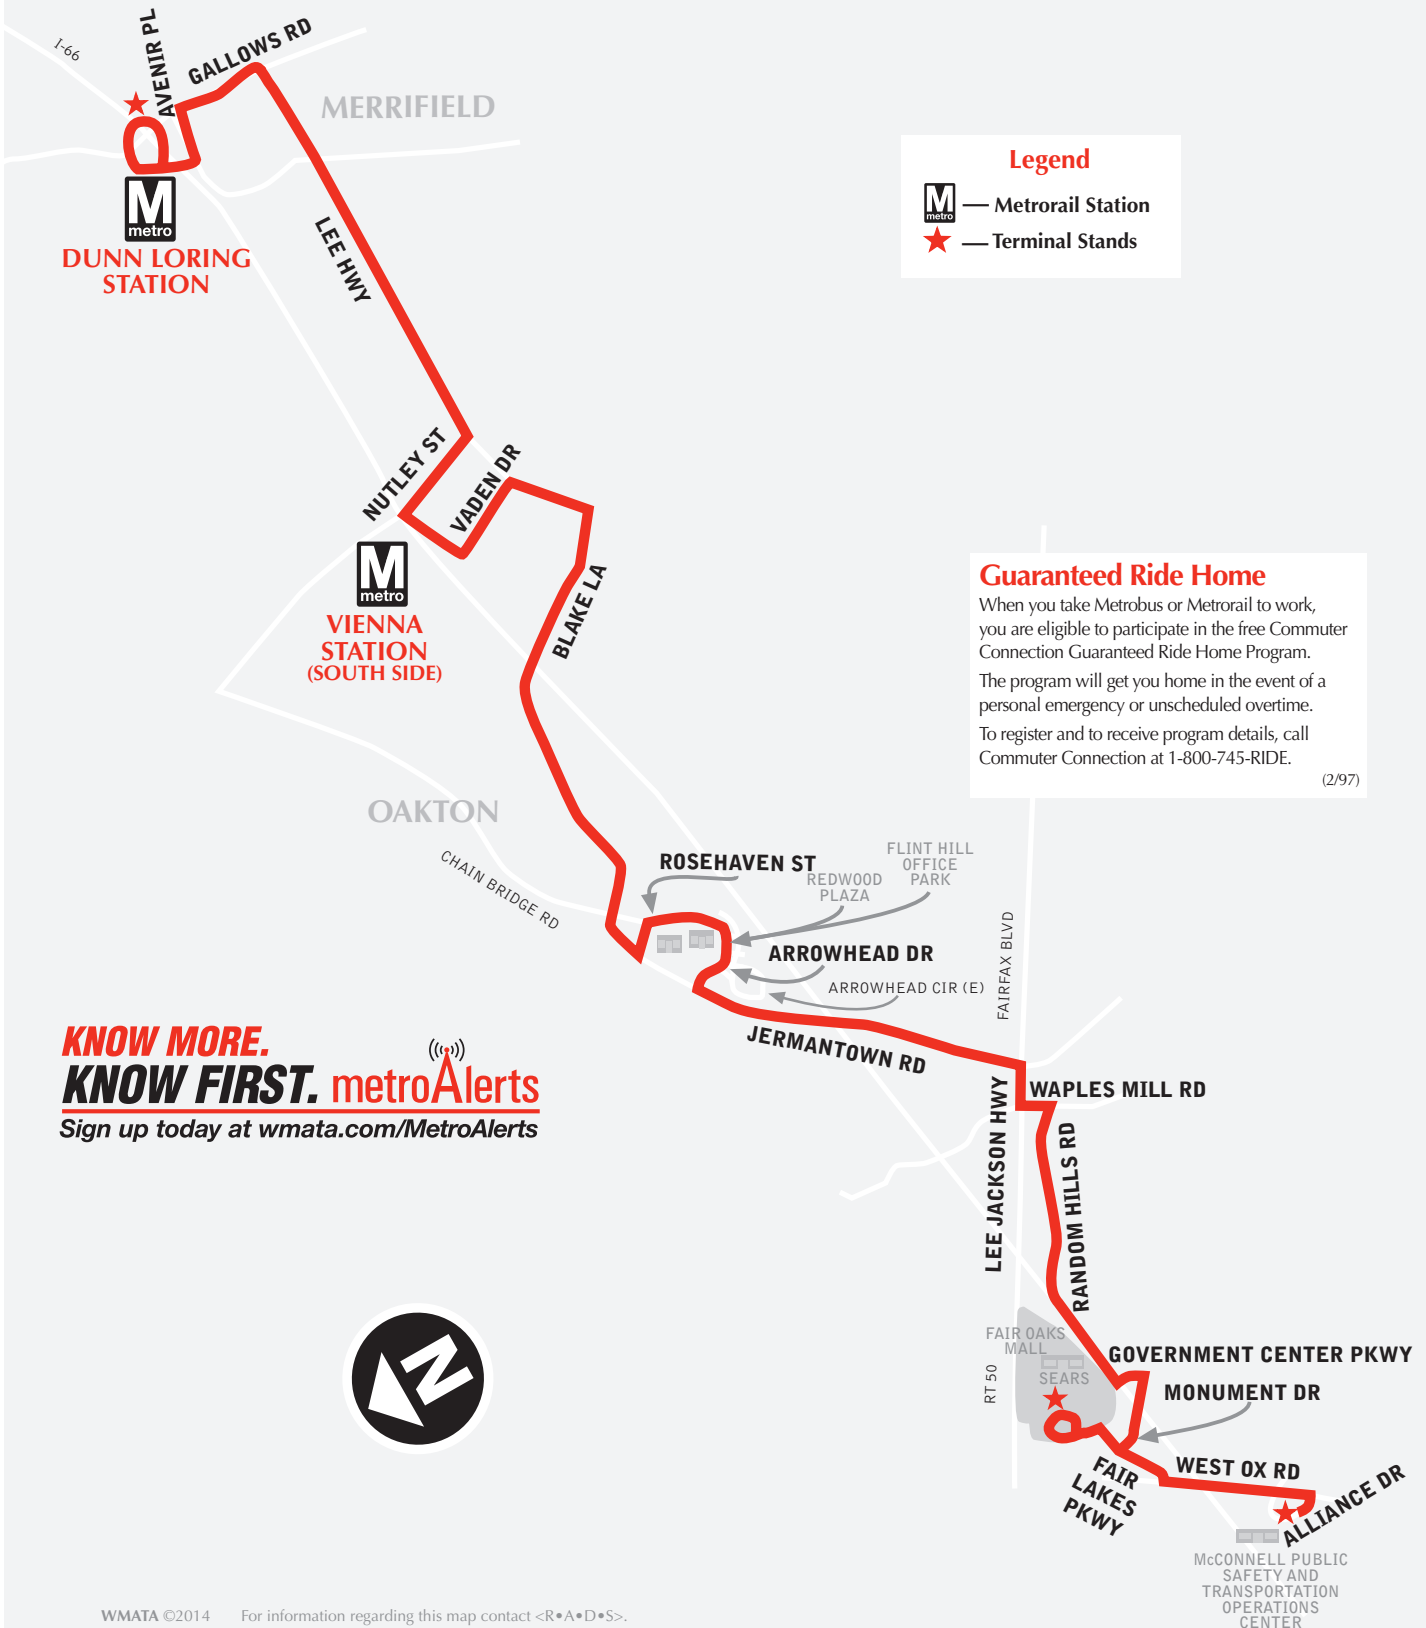 I-66
AVENIR PL
GALLOWS RD
MERRIFIELD
M
metro
DUNN LORING
STATION
LEE HWY
Legend
M
metro
— Metrorail Station
— Terminal Stands
NUTLEY ST
VADEN DR
M
metro
VIENNA
STATION
(SOUTH SIDE)
BLAKE LA
Guaranteed Ride Home
When you take Metrobus or Metrorail to work,
you are eligible to participate in the free Commuter
Connection Guaranteed Ride Home Program.
The program will get you home in the event of a
personal emergency or unscheduled overtime.
To register and to receive program details, call
Commuter Connection at 1-800-745-RIDE.
(2/97)
OAKTON
CHAIN BRIDGE RD
ROSEHAVEN ST
REDWOOD
PLAZA
FLINT HILL
OFFICE
PARK
ARROWHEAD DR
ARROWHEAD CIR (E)
FAIRFAX BLVD
JERMANTOWN RD
KNOW MORE.
KNOW FIRST. metroAlerts
Sign up today at wmata.com/MetroAlerts
WAPLES MILL RD
LEE JACKSON HWY
RANDOM HILLS RD
N
FAIR OAKS
MALL
SEARS
RT 50
GOVERNMENT CENTER PKWY
MONUMENT DR
FAIR
LAKES
PKWY
WEST OX RD
ALLIANCE DR
McCONNELL PUBLIC
SAFETY AND
TRANSPORTATION
OPERATIONS
CENTER
WMATA ©2014 For information regarding this map contact <R•A•D•S>.